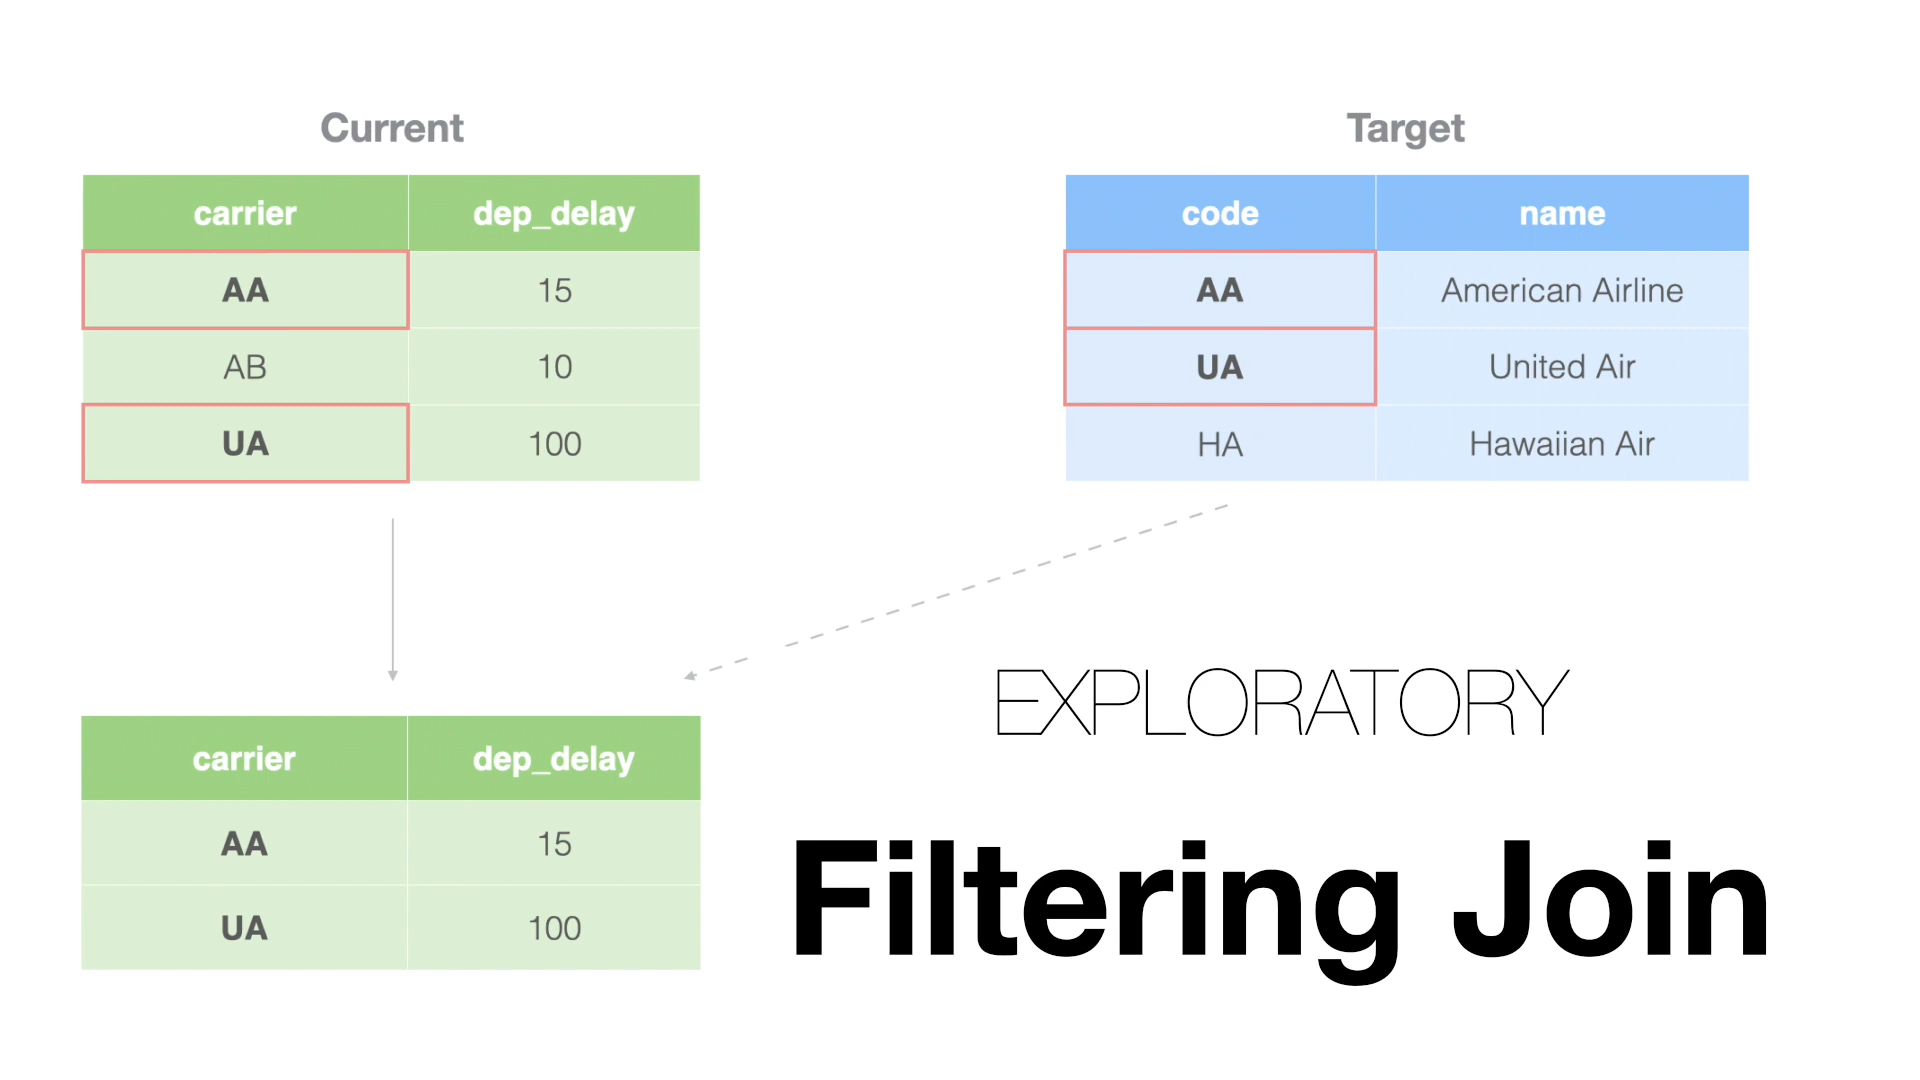 Current
carrier dep_delay
AA 15
AB 10
UA 100
Target
code name
AA American Airline
UA United Air
HA Hawaiian Air
carrier dep_delay
AA 15
UA 100
EXPLORATORY
Filtering Join